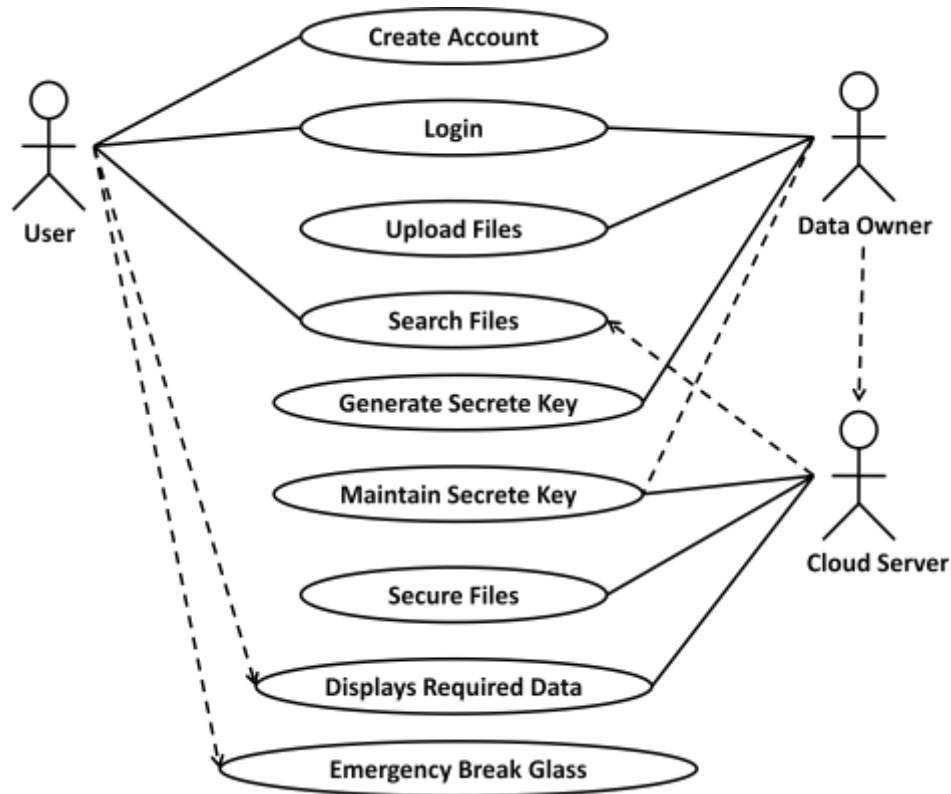 Create Account
Login
User
Upload Files
Data Owner
Search Files
Generate Secrete Key
Maintain Secrete Key
Cloud Server
Secure Files
Displays Required Data
Emergency Break Glass